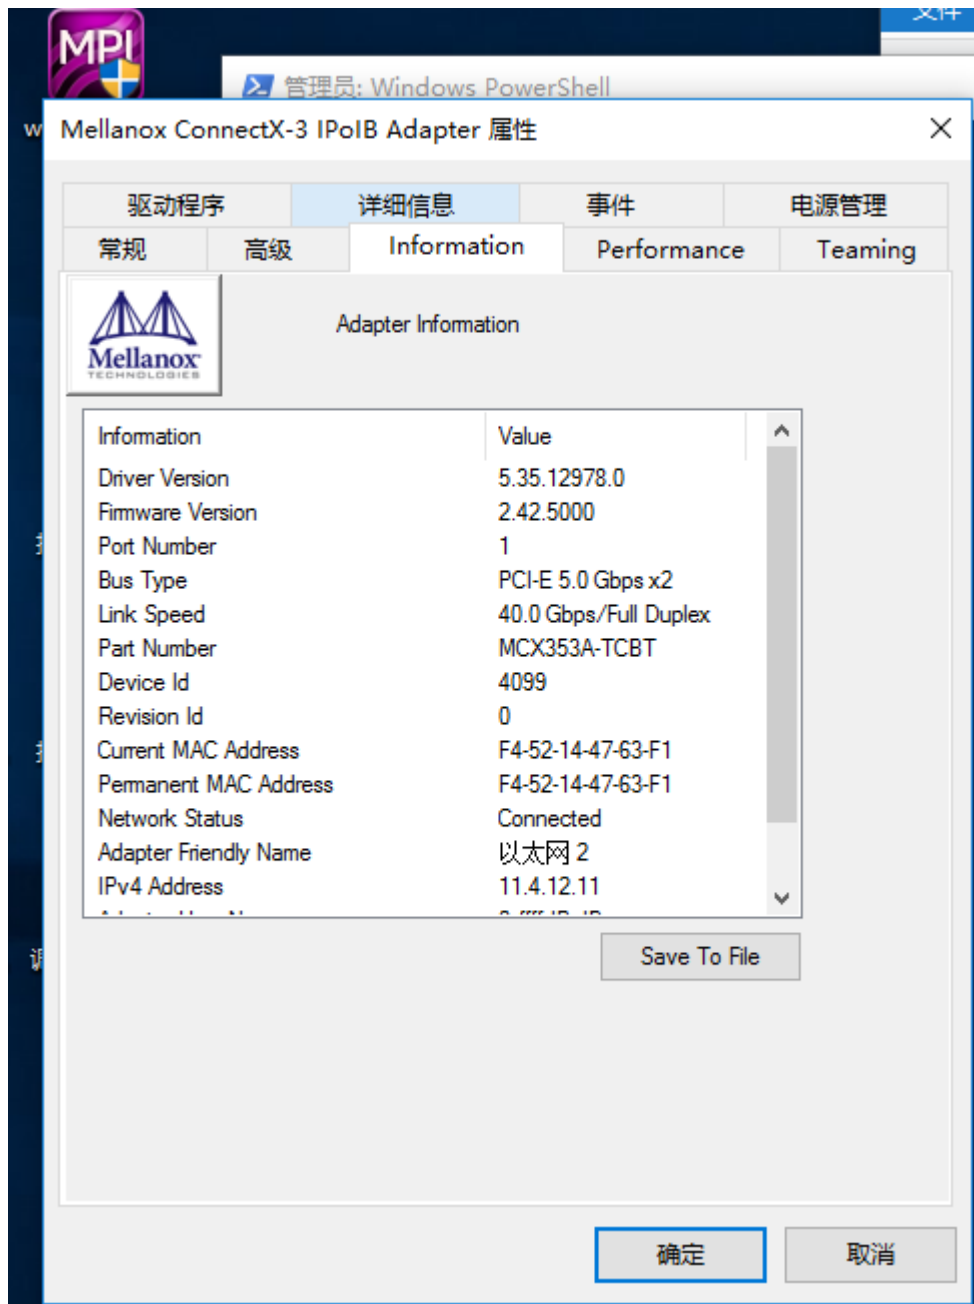 文件
MPI
管理员: Windows PowerShell
w
Mellanox ConnectX-3 IPoIB Adapter 属性
驱动程序 详细信息 事件 电源管理
常规 高级 Information Performance Teaming
Mellanox
TECHNOLOGIES
Adapter Information
Information Value
Driver Version 5.35.12978.0
Firmware Version 2.42.5000
Port Number 1
Bus Type PCI-E 5.0 Gbps x2
Link Speed 40.0 Gbps/Full Duplex
Part Number MCX353A-TCBT
Device Id 4099
Revision Id 0
Current MAC Address F4-52-14-47-63-F1
Permanent MAC Address F4-52-14-47-63-F1
Network Status Connected
Adapter Friendly Name 以太网 2
IPv4 Address 11.4.12.11
Save To File
确定 取消